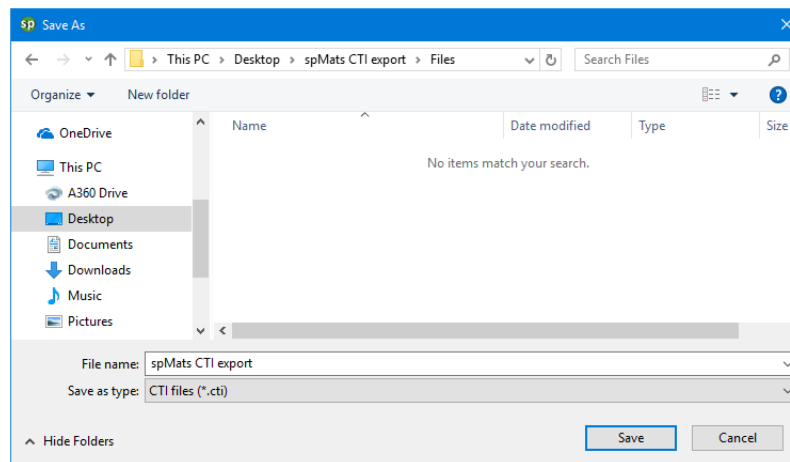 sp Save As
This PC > Desktop > spMats CTI export > Files Search Files
Organize New folder ?
Name Date modified Type Size
OneDrive
No items match your search.
This PC
A360 Drive
Desktop
Documents
Downloads
Music
Pictures
File name: spMats CTI export
Save as type: CTI files (*.cti)
Hide Folders Save Cancel